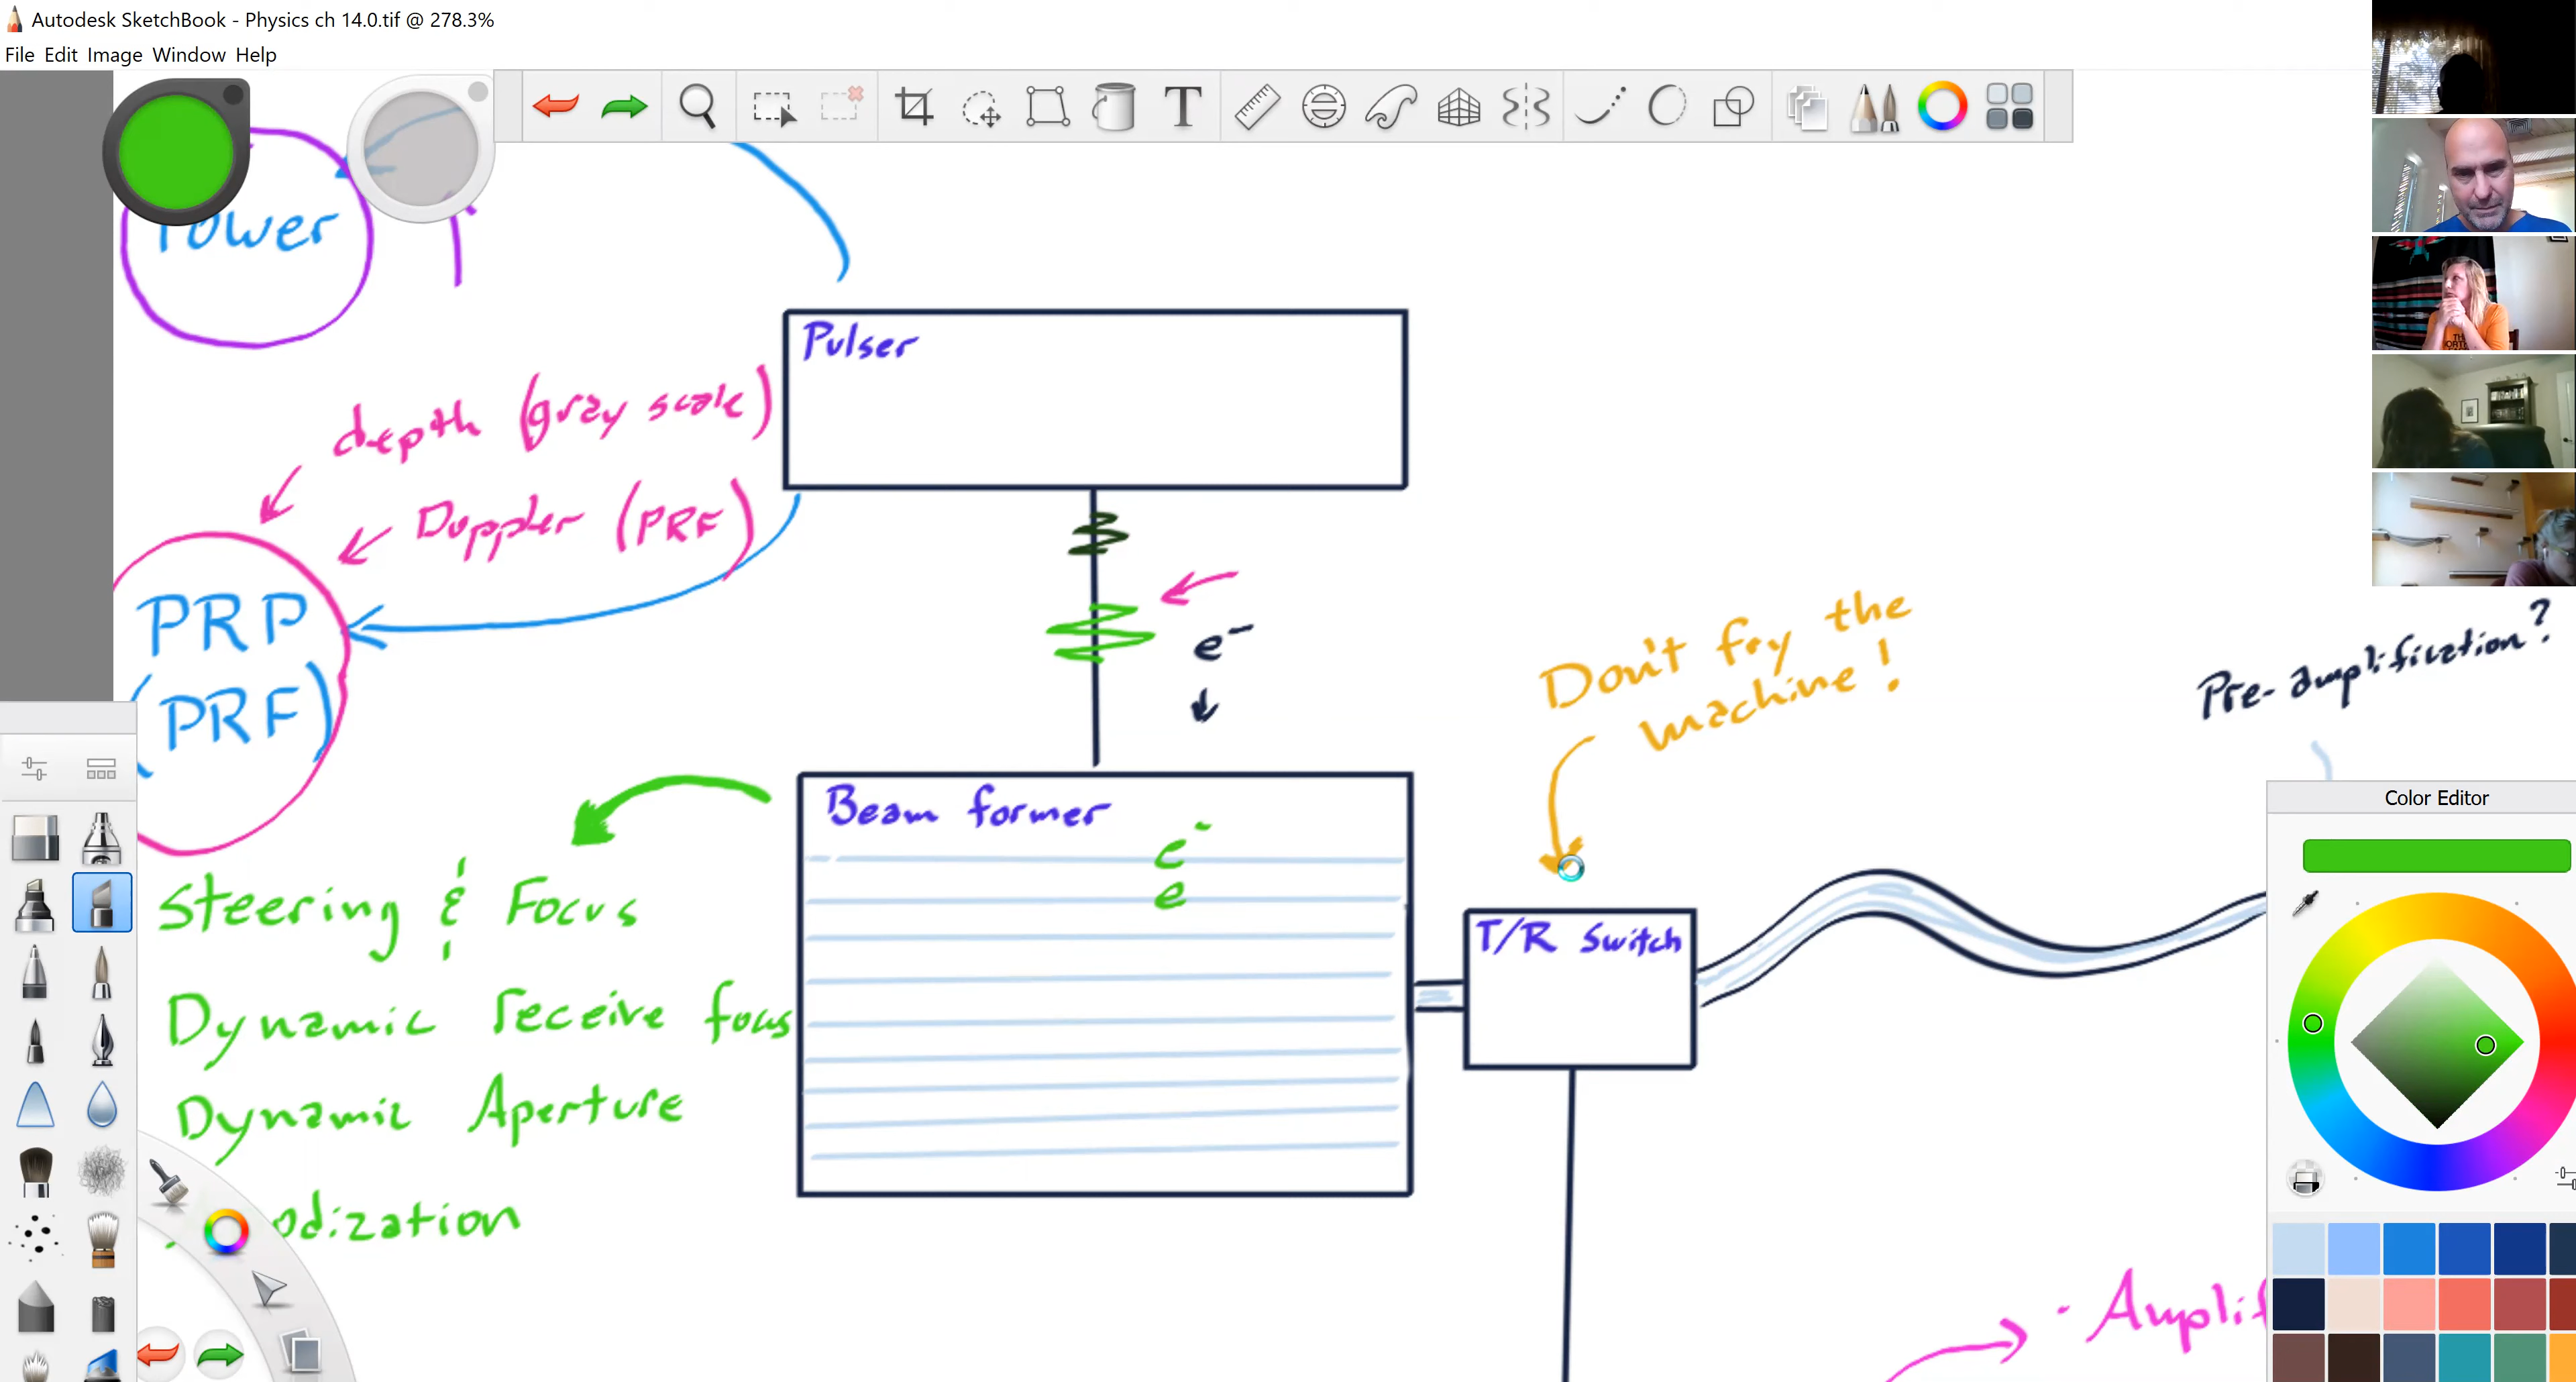 Autodesk SketchBook - Physics ch 14.0.tif @ 278.3%
File Edit Image Window Help
Power
Pulser
depth (gray scale)
Doppler (PRF)
PRP
(PRF)
e-
Don't fry the
machine!
Pre-amplification?
Color Editor
Beam former
e-
e
Steering & Focus
T/R Switch
Dynamic receive focus
Dynamic Aperture
odization
· Amplif